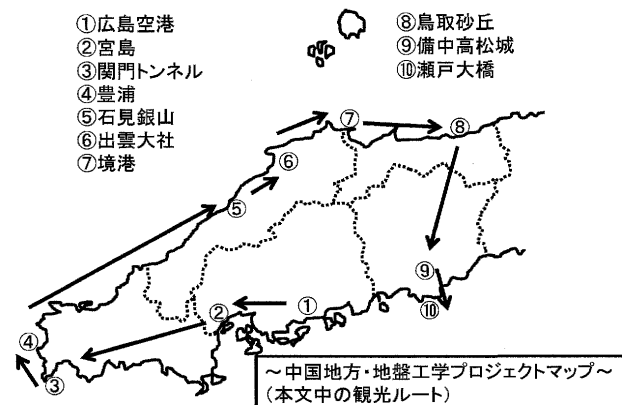 ①広島空港
②宮島
③関門トンネル
④豊浦
⑤石見銀山
⑥出雲大社
⑦境港
⑧鳥取砂丘
⑨備中高松城
⑩瀬戸大橋
⑦
⑧
⑥
⑤
⑨
⑩
①
②
④
③
～中国地方・地盤工学プロジェクトマップ～
（本文中の観光ルート）